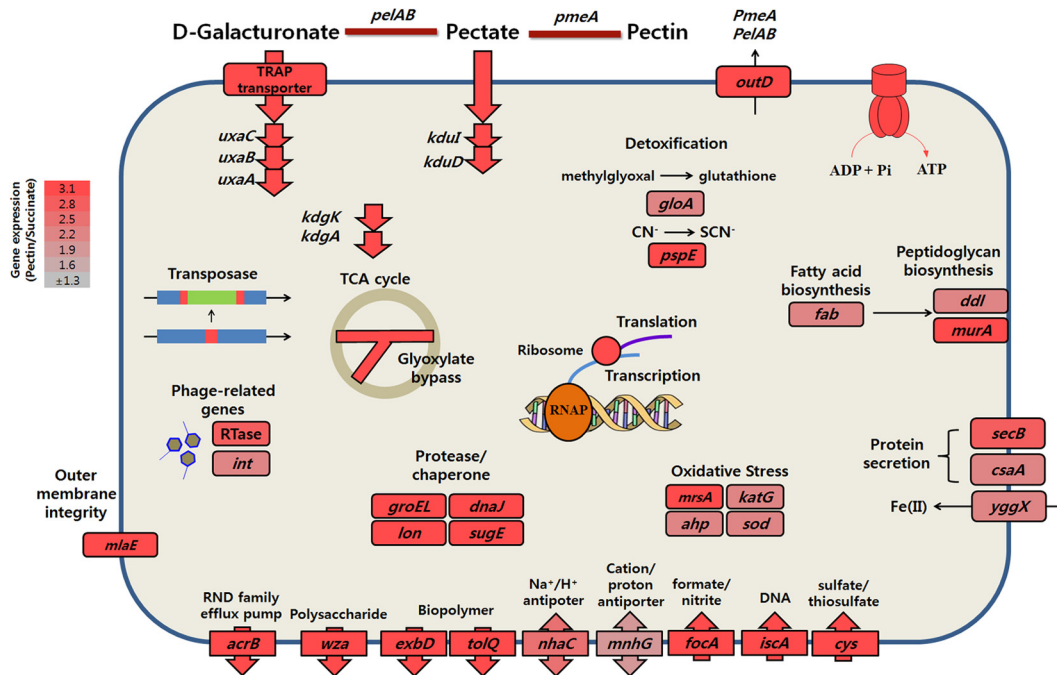 pelAB
pmeA
PmeA
PelAB
D-Galacturonate
Pectate
Pectin
TRAP
transporter
outD
uxaC
uxaB
uxaA
kduI
kduD
ADP + Pi
ATP
Detoxification
methylglyoxal
glutathione
gloA
CN-
SCN-
pspE
Gene expression
(Pectin/Succinate)
3.1
2.8
2.5
2.2
1.9
1.6
±1.3
kdgK
kdgA
Transposase
TCA cycle
Glyoxylate
bypass
Fatty acid
biosynthesis
fab
Peptidoglycan
biosynthesis
ddl
murA
Translation
Ribosome
Transcription
RNAP
Phage-related
genes
RTase
int
Protease/
chaperone
groEL
dnaJ
lon
sugE
Oxidative Stress
mrsA
katG
ahp
sod
Protein
secretion
secB
csaA
Fe(II)
yggX
Outer
membrane
integrity
mlaE
RND family
efflux pump
acrB
Polysaccharide
wza
Biopolymer
exbD
tolQ
Na+/H+
antipoter
nhaC
Cation/
proton
antiporter
mnhG
formate/
nitrite
focA
DNA
iscA
sulfate/
thiosulfate
cys